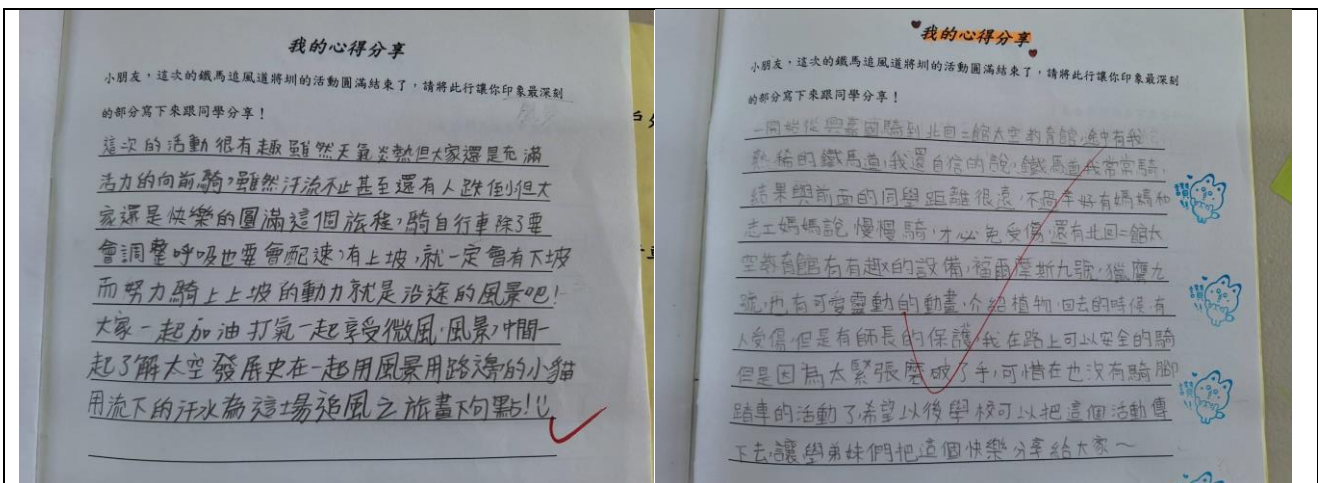 我的心得分享
小朋友，這次的鐵馬追風道將圳的活動圓滿結束了，請將此行讓你印象最深刻
的部分寫下來跟同學分享！
這次的活動很有趣雖然天氣炎熱但大家還是充滿
活力的向前騎，雖然汗流不止甚至還有人跌倒但大
家還是快樂的圓滿這個旅程，騎自行車除了要
會調整呼吸也要會配速，有上坡，就一定會有下坡
而努力騎上上坡的動力就是沿途的風景吧！
大家一起加油打氣一起享受微風、風景，中間一
起了解太空發展史在一起用風景用路邊的小貓
用流下的汗水為這場追風之旅畫下句點！
我的心得分享
小朋友，這次的鐵馬追風道將圳的活動圓滿結束了，請將此行讓你印象最深刻
的部分寫下來跟同學分享！
一開始從興嘉國騎到北回二館太空教育館，途中有我
熟稀的鐵馬道，我還自信的說，鐵馬道我常常騎，
結果與前面的同學距離很遠，不過幸好有媽媽和
志工媽媽說慢慢騎，才必免受傷，還有北回二館太
空教育館有有趣的設備，福爾摩斯九號，獵鷹九
號，也有可愛靈動的動畫，介紹植物，回去的時候有
人受傷，但是有師長的保護，我在路上可以安全的騎
但是因為太緊張磨破了手，可惜在也沒有騎腳
踏車的活動了，希望以後學校可以把這個活動傳
下去，讓學弟妹們把這個快樂分享給大家～
讚
讚
讚